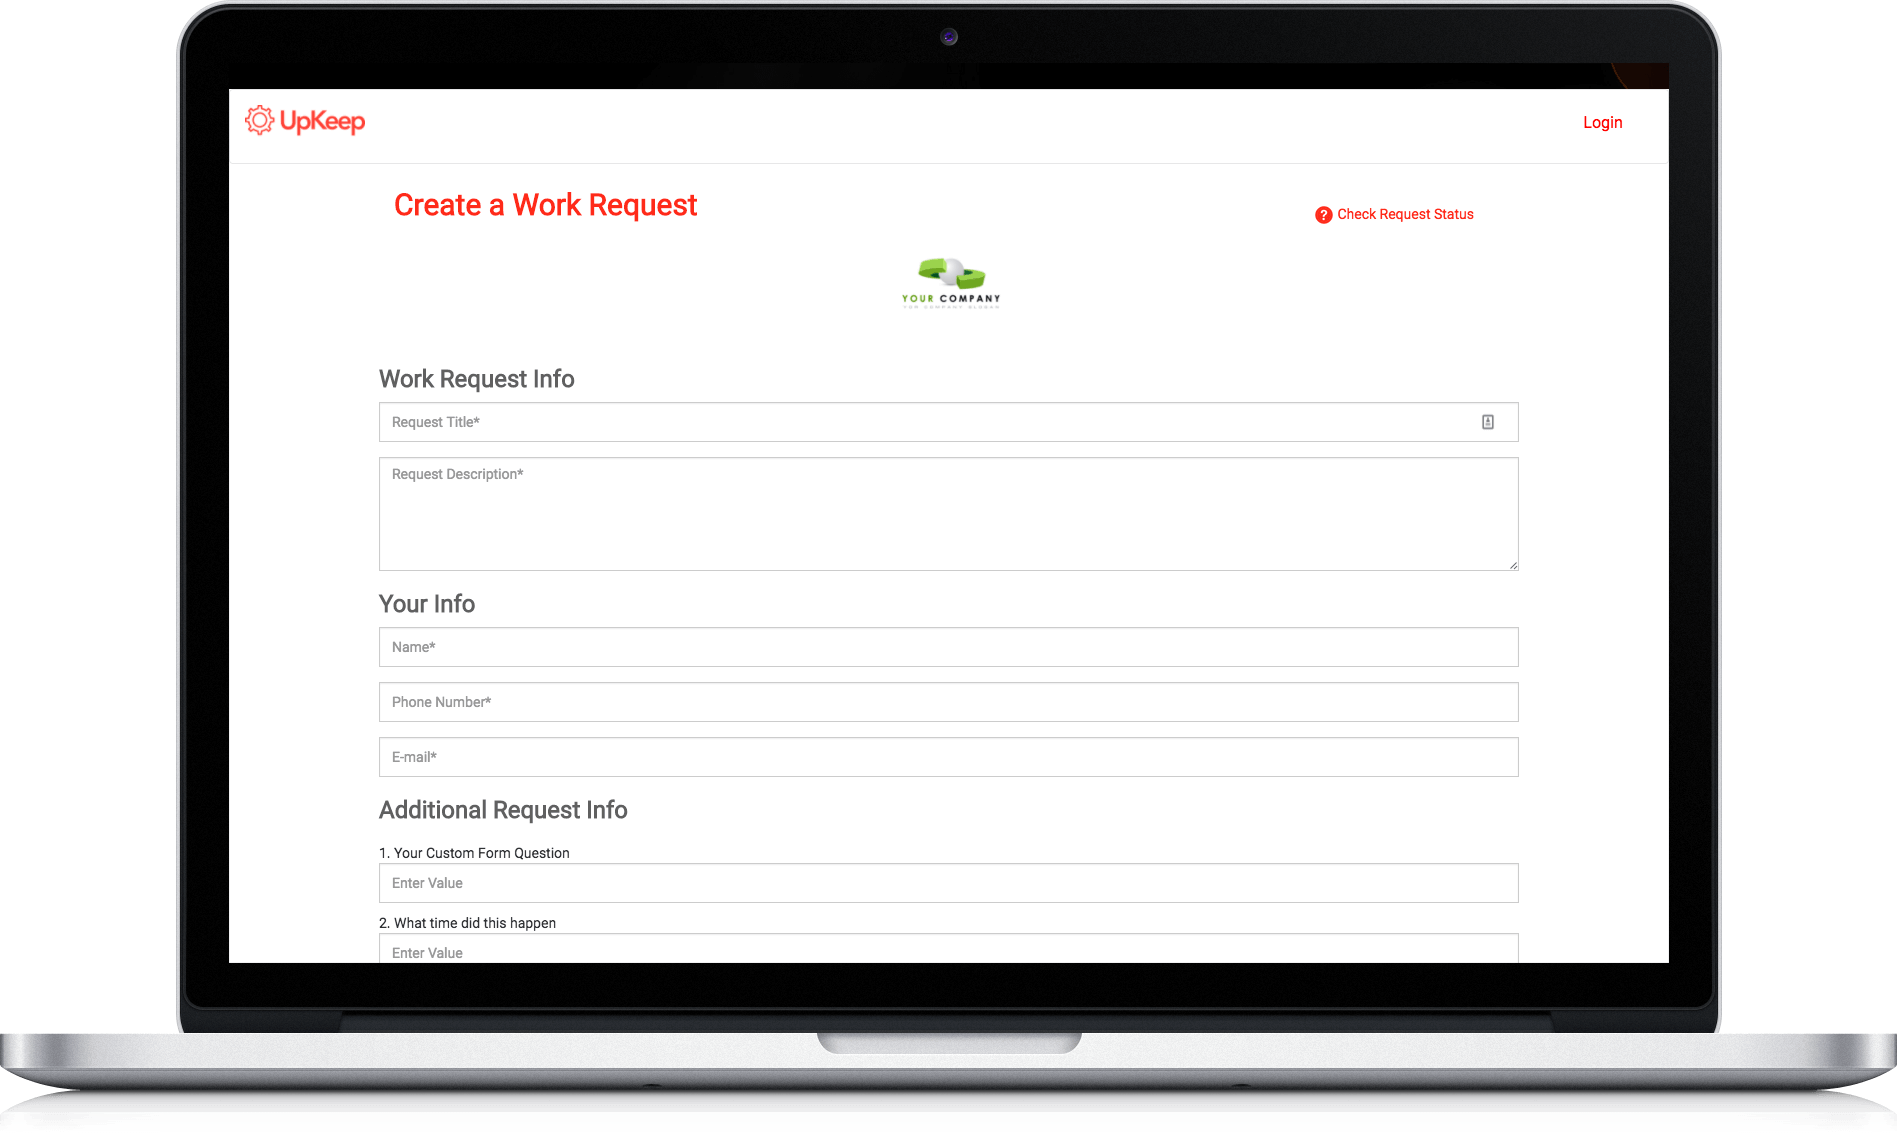 UpKeep
Login
Create a Work Request
? Check Request Status
YOUR COMPANY
Work Request Info
Request Title*
Request Description*
Your Info
Name*
Phone Number*
E-mail*
Additional Request Info
1. Your Custom Form Question
Enter Value
2. What time did this happen
Enter Value